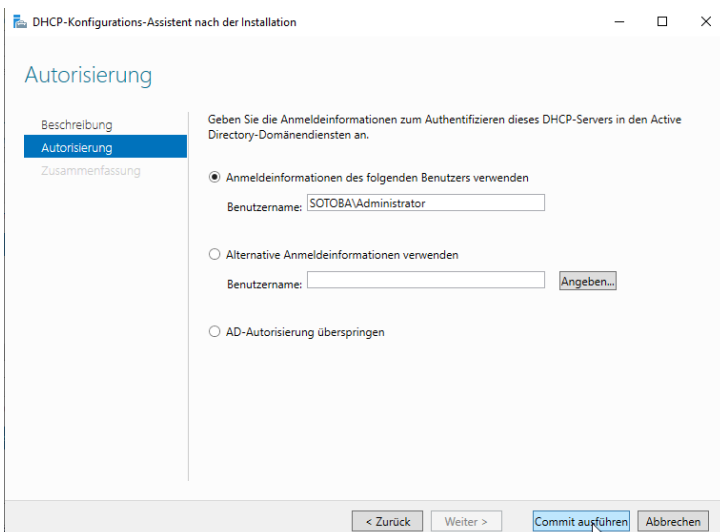 DHCP-Konfigurations-Assistent nach der Installation
Autorisierung
Beschreibung
Autorisierung
Zusammenfassung
Geben Sie die Anmeldeinformationen zum Authentifizieren dieses DHCP-Servers in den Active
Directory-Domänendiensten an.
Anmeldeinformationen des folgenden Benutzers verwenden
Benutzername: SOTOBA\Administrator
Alternative Anmeldeinformationen verwenden
Benutzername:
Angeben...
AD-Autorisierung überspringen
< Zurück Weiter > Commit ausführen Abbrechen